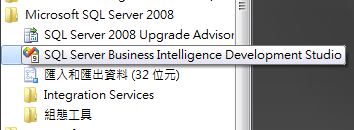 Microsoft SQL Server 2008
SQL Server 2008 Upgrade Advisor
SQL Server Business Intelligence Development Studio
匯入和匯出資料 (32 位元)
Integration Services
組態工具